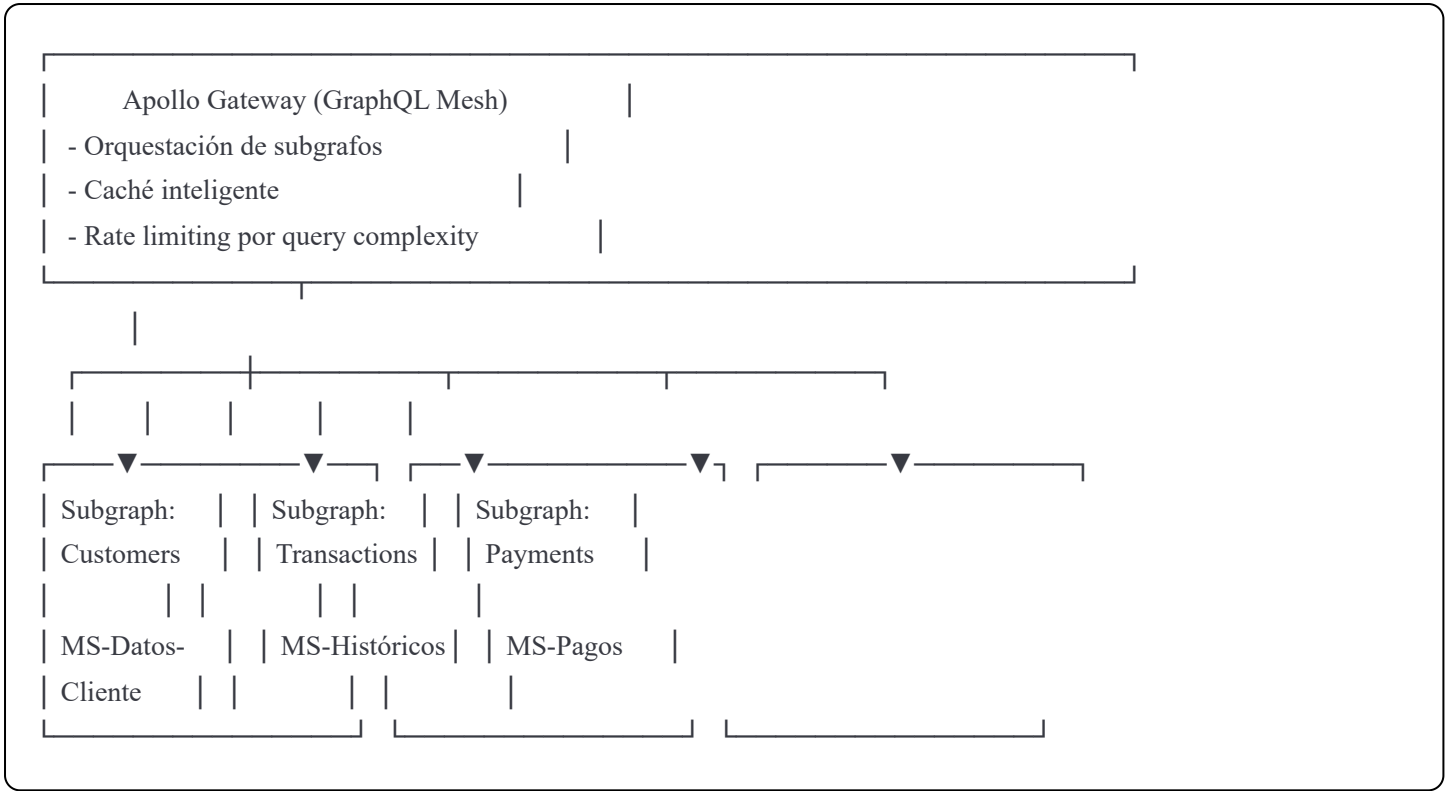 Apollo Gateway (GraphQL Mesh)
- Orquestación de subgrafos
- Caché inteligente
- Rate limiting por query complexity
Subgraph: Subgraph: Subgraph:
Customers Transactions Payments
MS-Datos- MS-Históricos MS-Pagos
Cliente